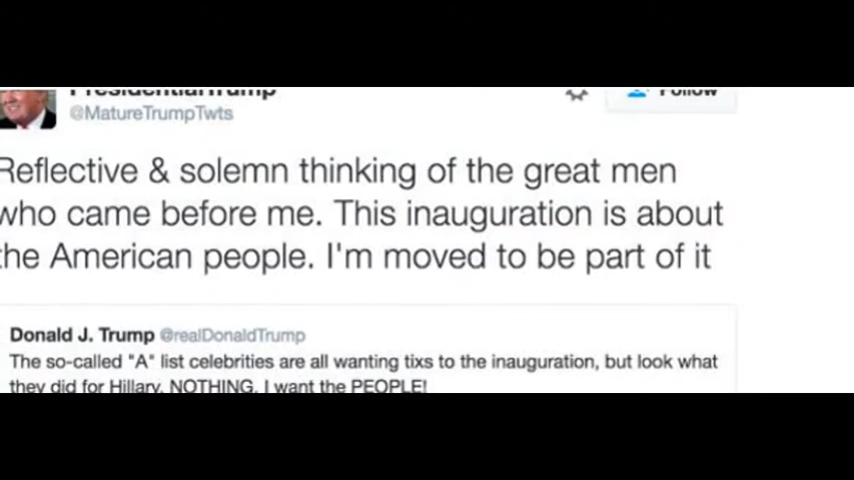 PresidentialTrump
Follow
@MatureTrumpTwts
Reflective & solemn thinking of the great men
who came before me. This inauguration is about
the American people. I'm moved to be part of it
Donald J. Trump @realDonaldTrump
The so-called "A" list celebrities are all wanting tixs to the inauguration, but look what
they did for Hillary, NOTHING. I want the PEOPLE!